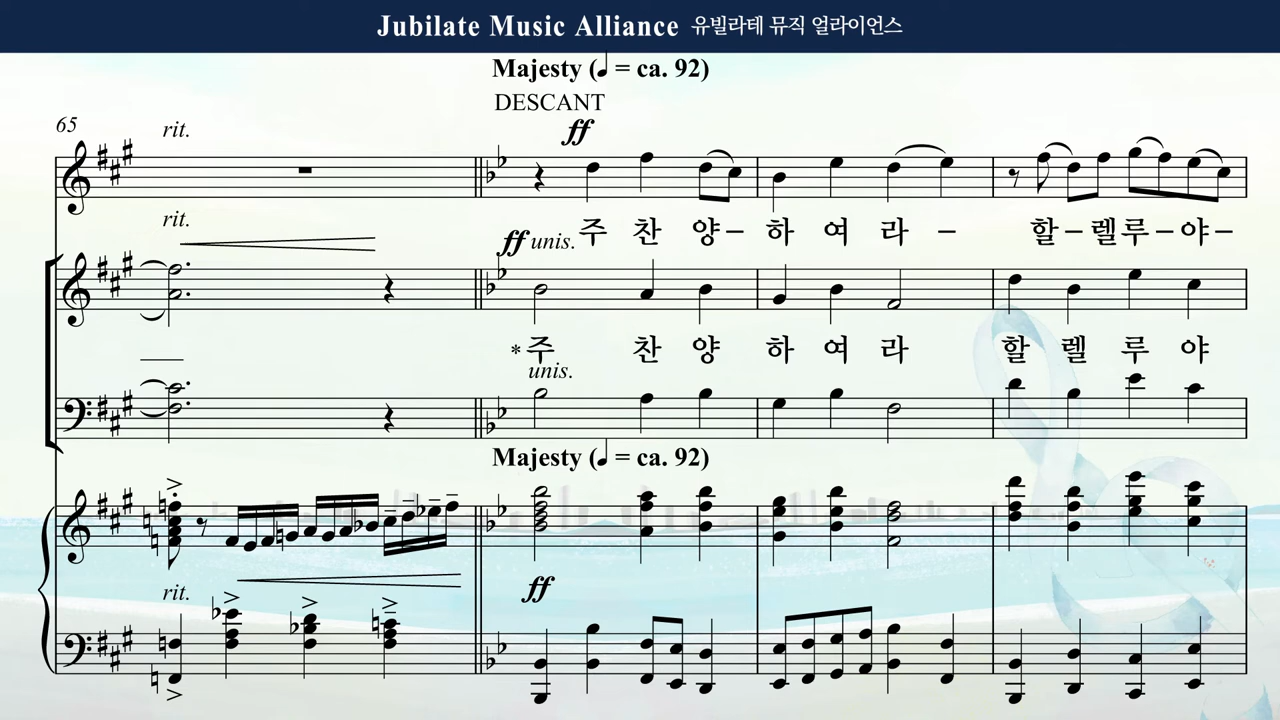 Jubilate Music Alliance 유빌라테 뮤직 얼라이언스
Majesty (♩ = ca. 92)
DESCANT
65
rit.
ff
주 찬 양– 하 여 라 – 할–렐루–야–
rit.
ff unis.
*주 찬 양 하 여 라 할 렐 루 야
unis.
Majesty (♩ = ca. 92)
rit.
ff